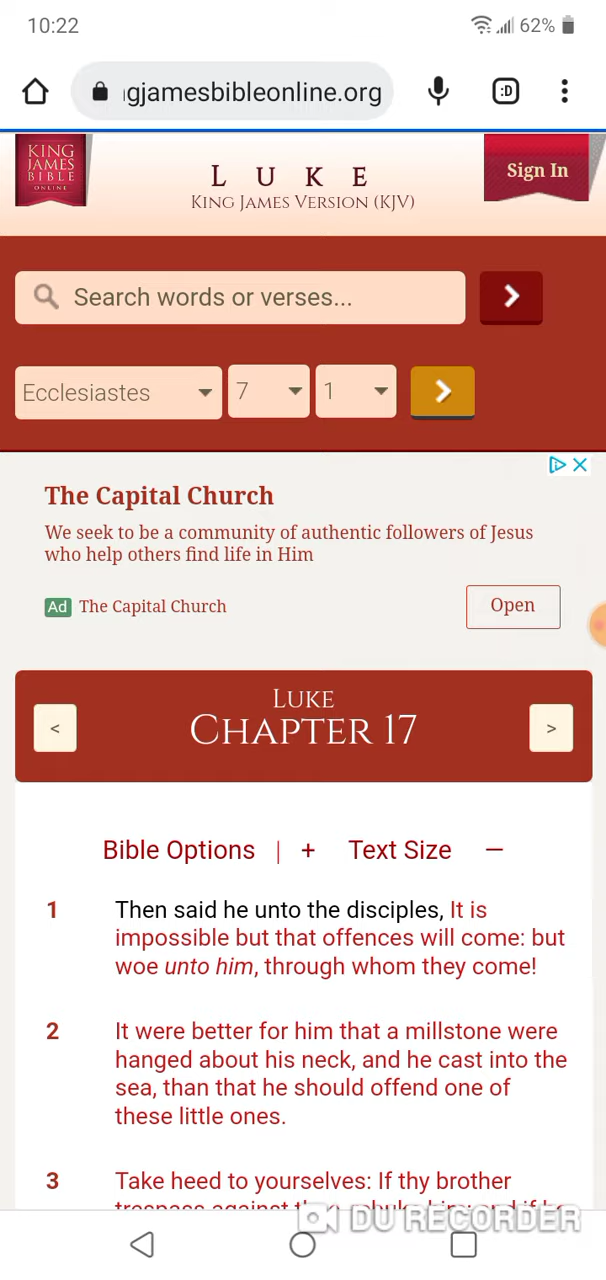 10:22
62%
gjamesbibleonline.org
:D
KING
JAMES
BIBLE
ONLINE
LUKE
KING JAMES VERSION (KJV)
Sign In
Search words or verses...
Ecclesiastes 7 1
The Capital Church
We seek to be a community of authentic followers of Jesus
who help others find life in Him
Ad The Capital Church
Open
LUKE
< CHAPTER 17 >
Bible Options | + Text Size —
1 Then said he unto the disciples, It is
impossible but that offences will come: but
woe unto him, through whom they come!
2 It were better for him that a millstone were
hanged about his neck, and he cast into the
sea, than that he should offend one of
these little ones.
3 Take heed to yourselves: If thy brother
trespass against
DU RECORDER